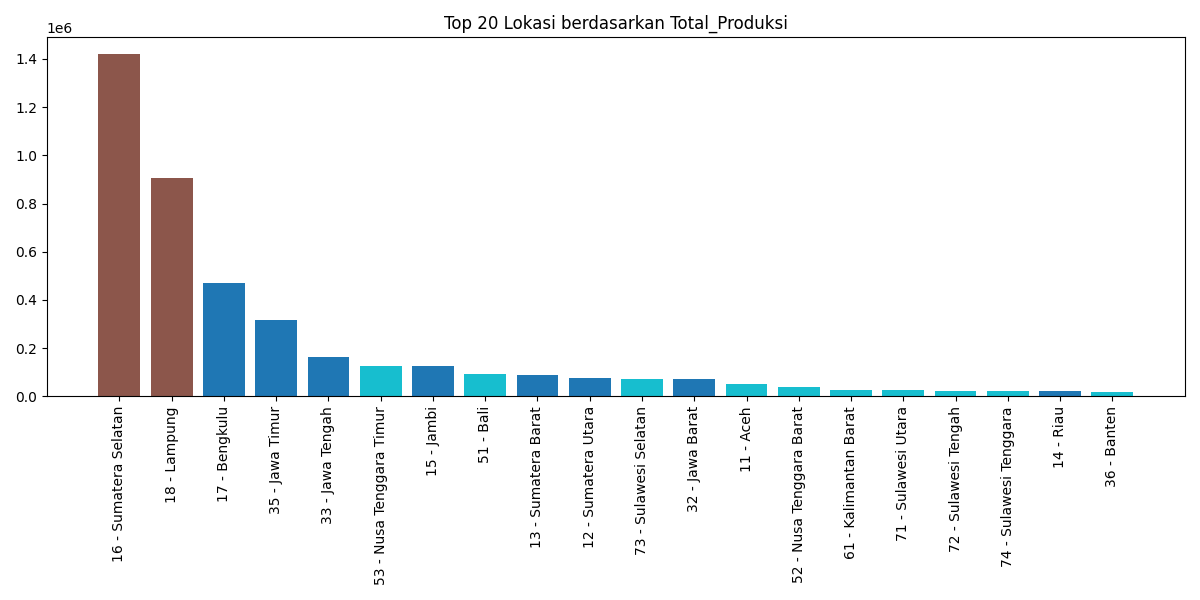 Top 20 Lokasi berdasarkan Total_Produksi
1e6
1.4
1.2
1.0
0.8
0.6
0.4
0.2
0.0
16 - Sumatera Selatan
18 - Lampung
17 - Bengkulu
35 - Jawa Timur
33 - Jawa Tengah
53 - Nusa Tenggara Timur
15 - Jambi
51 - Bali
13 - Sumatera Barat
12 - Sumatera Utara
73 - Sulawesi Selatan
32 - Jawa Barat
11 - Aceh
52 - Nusa Tenggara Barat
61 - Kalimantan Barat
71 - Sulawesi Utara
72 - Sulawesi Tengah
74 - Sulawesi Tenggara
14 - Riau
36 - Banten